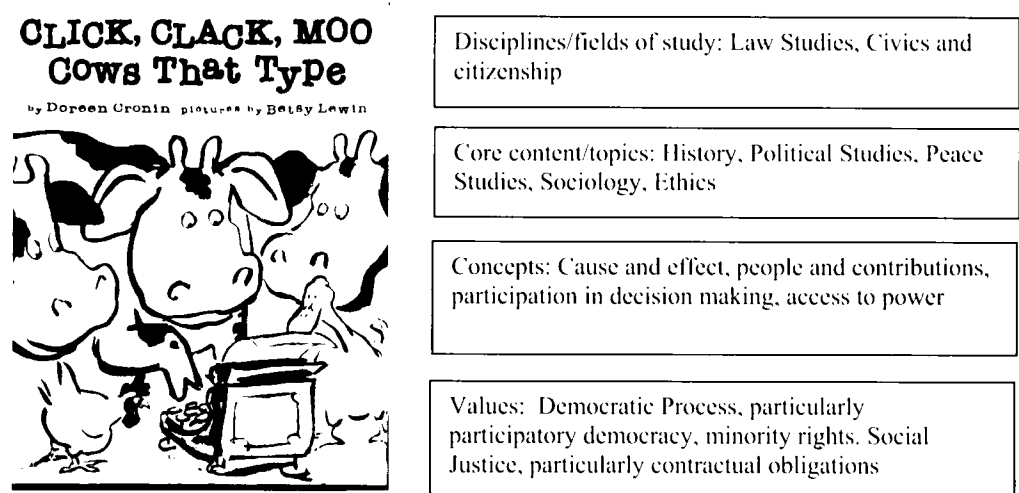 CLICK, CLACK, MOO
Cows That Type
by Doreen Cronin pictures by Betsy Lewin
Disciplines/fields of study: Law Studies, Civics and
citizenship
Core content/topics: History, Political Studies, Peace
Studies, Sociology, Ethics
Concepts: Cause and effect, people and contributions,
participation in decision making, access to power
Values: Democratic Process, particularly
participatory democracy, minority rights. Social
Justice, particularly contractual obligations